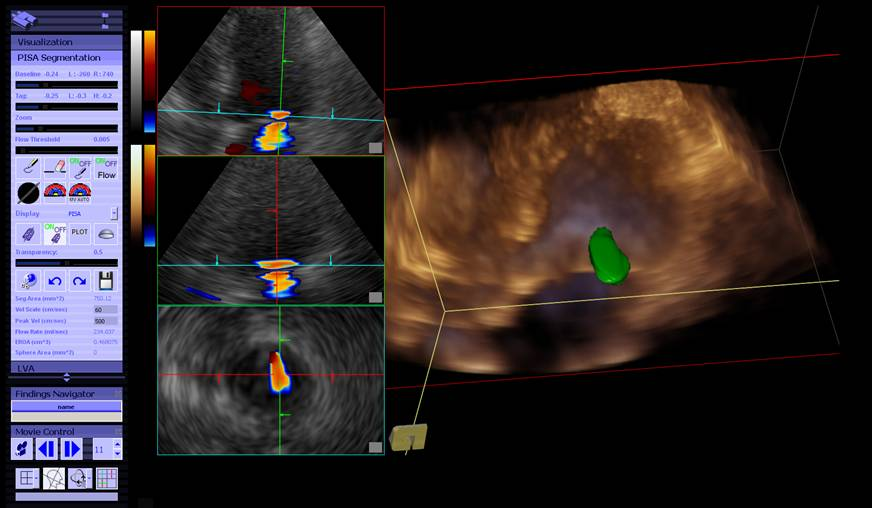 Visualization
PISA Segmentation
Baseline -0.24 L:-260 R:740
Tag: -0.25 L:-0.3 H:-0.2
Zoom
Flow Threshold 0.005
ON OFF
ON OFF Flow
MV AUTO
Display PISA
ON OFF PLOT
Transparency: 0.5
Seg Area (mm^2) 750.12
Vel Scale (cm/sec) 60
Peak Vel (cm/sec) 500
Flow Rate (ml/sec)
EROA (cm^2)
Sphere Area (mm^2) 0
LVA
Findings Navigator
name
Movie Control
11